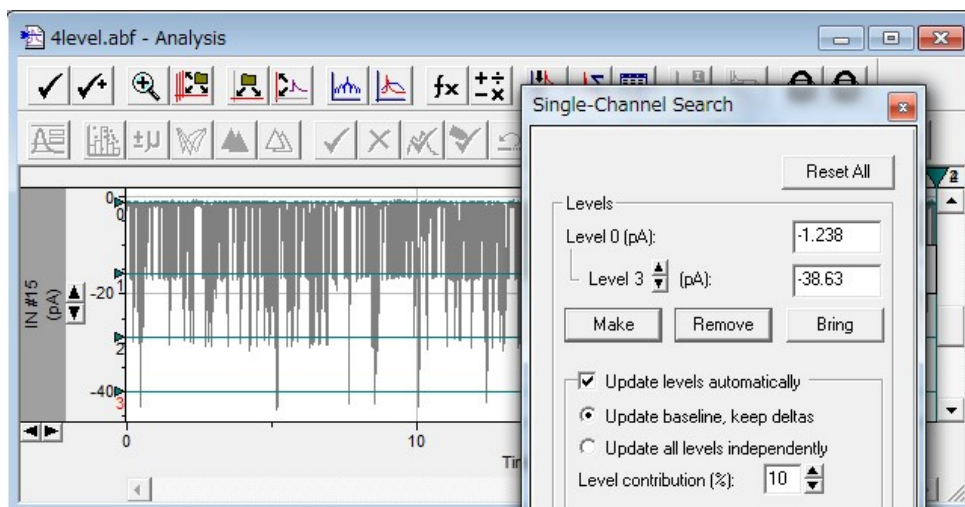 4level.abf - Analysis
fx
±μ
Single-Channel Search
Reset All
Levels
Level 0 (pA): -1.238
Level 3 (pA): -38.63
Make Remove Bring
Update levels automatically
Update baseline, keep deltas
Update all levels independently
Level contribution (%): 10
IN #15
(pA)
0
0
-20
2
-40
3
0 10
2